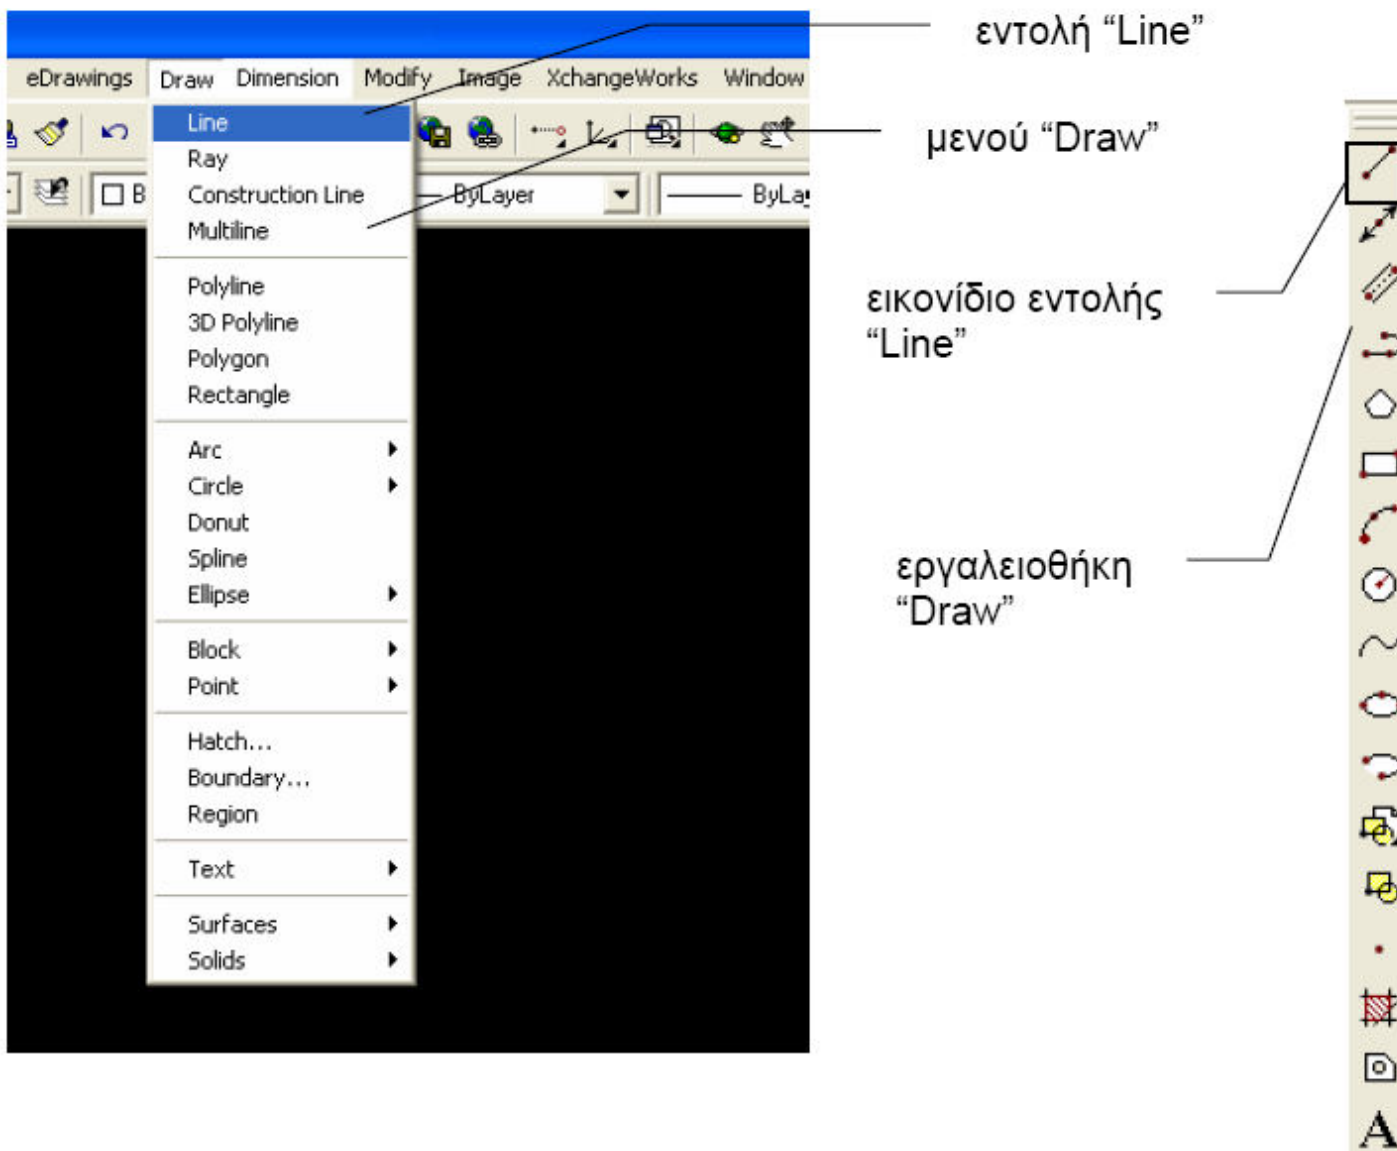 εντολή “Line”
eDrawings Draw Dimension Modify Image XchangeWorks Window
Line
μενού “Draw”
Ray
B Construction Line ByLayer ByLay
Multiline
Polyline
3D Polyline
Polygon
Rectangle
εικονίδιο εντολής
“Line”
Arc
Circle
Donut
Spline
Ellipse
εργαλειοθήκη
“Draw”
Block
Point
Hatch...
Boundary...
Region
Text
Surfaces
Solids
A